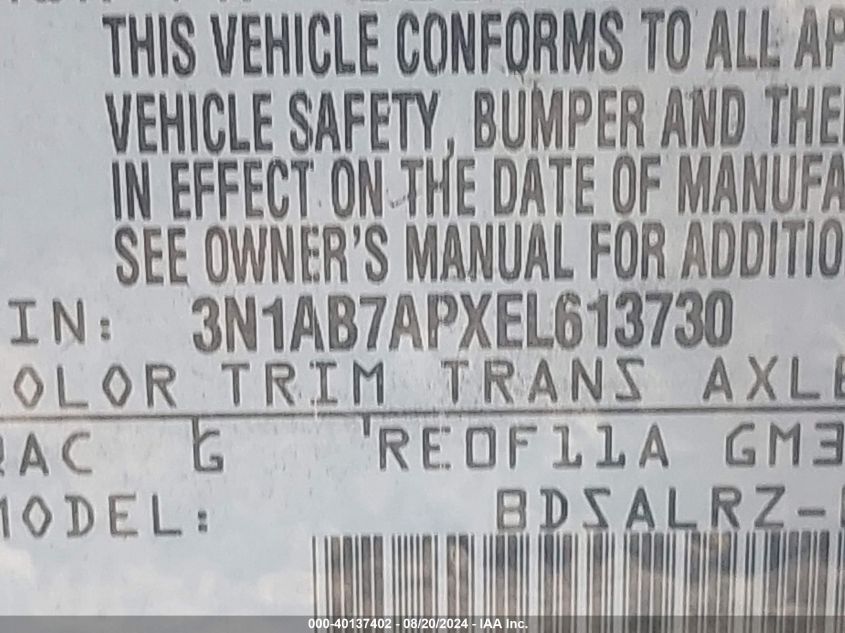 THIS VEHICLE CONFORMS TO ALL AP
VEHICLE SAFETY, BUMPER AND THE
IN EFFECT ON THE DATE OF MANUFA
SEE OWNER'S MANUAL FOR ADDITIO
IN: 3N1AB7APXEL613730
OLOR TRIM TRANS AXLE
AC G REOF11A GM3
MODEL: BDSALRZ-
000-40137402 - 08/20/2024 - IAA Inc.